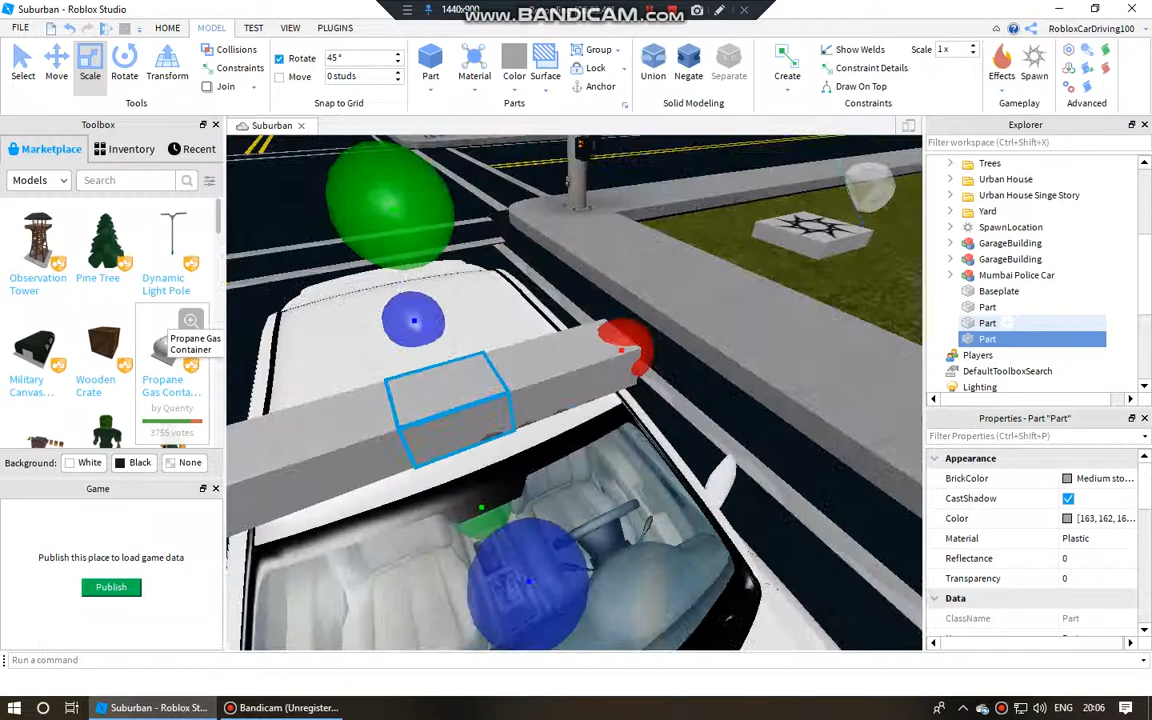 Suburban - Roblox Studio
1440x900
www.BANDICAM.com
FILE
HOME
MODEL
TEST
VIEW
PLUGINS
RobloxCarDriving100
Select
Move
Scale
Rotate
Transform
Collisions
Constraints
Join
Tools
Rotate
45°
Move
0 studs
Snap to Grid
Part
Material
Color
Surface
Group
Lock
Anchor
Parts
Union
Negate
Separate
Solid Modeling
Create
Show Welds
Scale 1 x
Constraint Details
Draw On Top
Constraints
Effects
Spawn
Gameplay
Advanced
Toolbox
Marketplace
Inventory
Recent
Models
Search
Observation Tower
Pine Tree
Dynamic Light Pole
Propane Gas Container
Military Canvas...
Wooden Crate
Propane Gas Conta...
by Quenty
3755 votes
Background:
White
Black
None
Game
Publish this place to load game data
Publish
Suburban
Explorer
Filter workspace (Ctrl+Shift+X)
Trees
Urban House
Urban House Singe Story
Yard
SpawnLocation
GarageBuilding
GarageBuilding
Mumbai Police Car
Baseplate
Part
Part
Part
Players
DefaultToolboxSearch
Lighting
Properties - Part "Part"
Filter Properties (Ctrl+Shift+P)
Appearance
BrickColor
Medium sto...
CastShadow
Color
[163, 162, 16...
Material
Plastic
Reflectance
0
Transparency
0
Data
ClassName
Part
Run a command
Suburban - Roblox St...
Bandicam (Unregister...
ENG
20:06